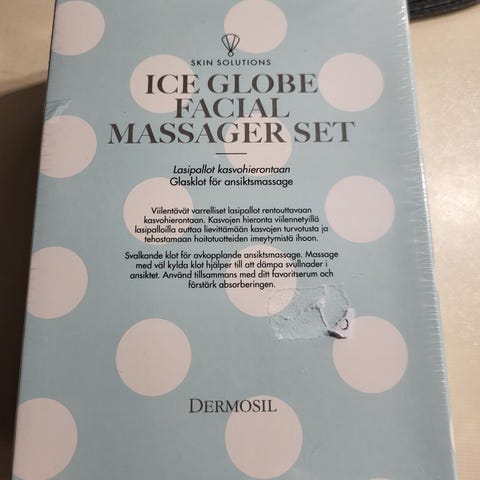 SKIN SOLUTIONS
ICE GLOBE
FACIAL
MASSAGER SET
Lasipallot kasvohierontaan
Glasklot för ansiktsmassage
Viilentävät varrelliset lasipallot rentouttavaan
kasvohierontaan. Kasvojen hieronta viilennetyillä
lasipalloilla auttaa lievittämään kasvojen turvotusta ja
tehostamaan hoitotuotteiden imeytymistä ihoon.
Svalkande klot för avkopplande ansiktsmassage. Massage
med väl kylda klot hjälper till att dämpa svullnader i
ansiktet. Använd tillsammans med ditt favoritserum och
förstärk absorberingen.
DERMOSIL